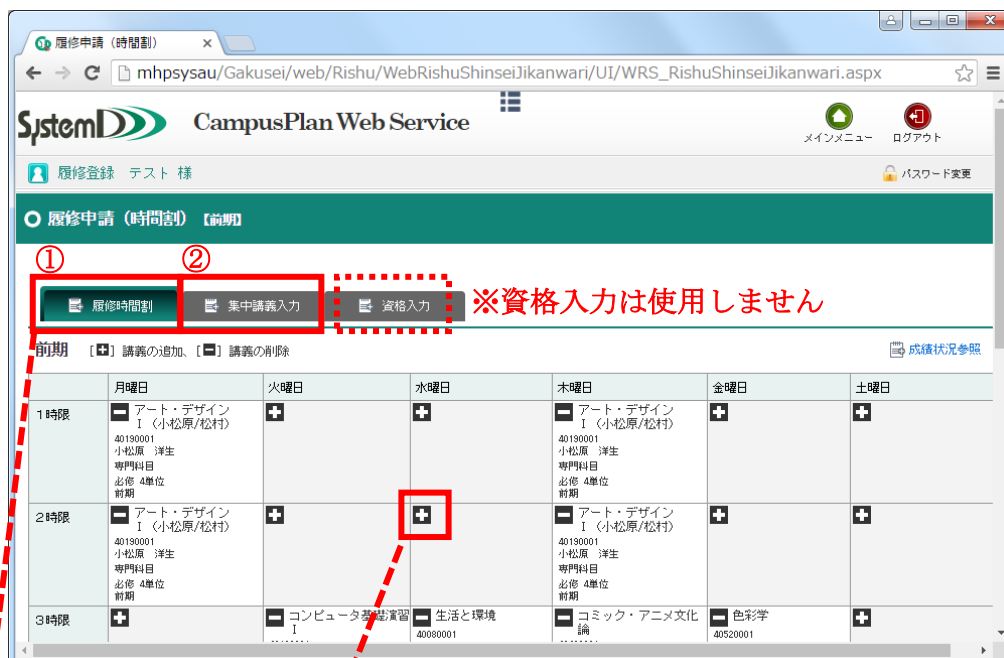 履修申請（時間割）
mhpsysau/Gakusei/web/Rishu/WebRishuShinseiJikanwari/UI/WRS_RishuShinseiJikanwari.aspx
SystemD CampusPlan Web Service メインメニュー ログアウト
履修登録 テスト 様 パスワード変更
履修申請（時間割）【前期】
① ②
履修時間割 集中講義入力 資格入力 ※資格入力は使用しません
前期 [+] 講義の追加、[-] 講義の削除 成績状況参照
月曜日 火曜日 水曜日 木曜日 金曜日 土曜日
1時限 アート・デザイン アート・デザイン
Ⅰ（小松原/松村） Ⅰ（小松原/松村）
40190001 40190001
小松原 洋生 小松原 洋生
専門科目 専門科目
必修 4単位 必修 4単位
前期 前期
2時限 アート・デザイン アート・デザイン
Ⅰ（小松原/松村） Ⅰ（小松原/松村）
40190001 40190001
小松原 洋生 小松原 洋生
専門科目 専門科目
必修 4単位 必修 4単位
前期 前期
3時限 コンピュータ基礎演習 生活と環境 コミック・アニメ文化 色彩学
Ⅰ 40080001 論 40520001